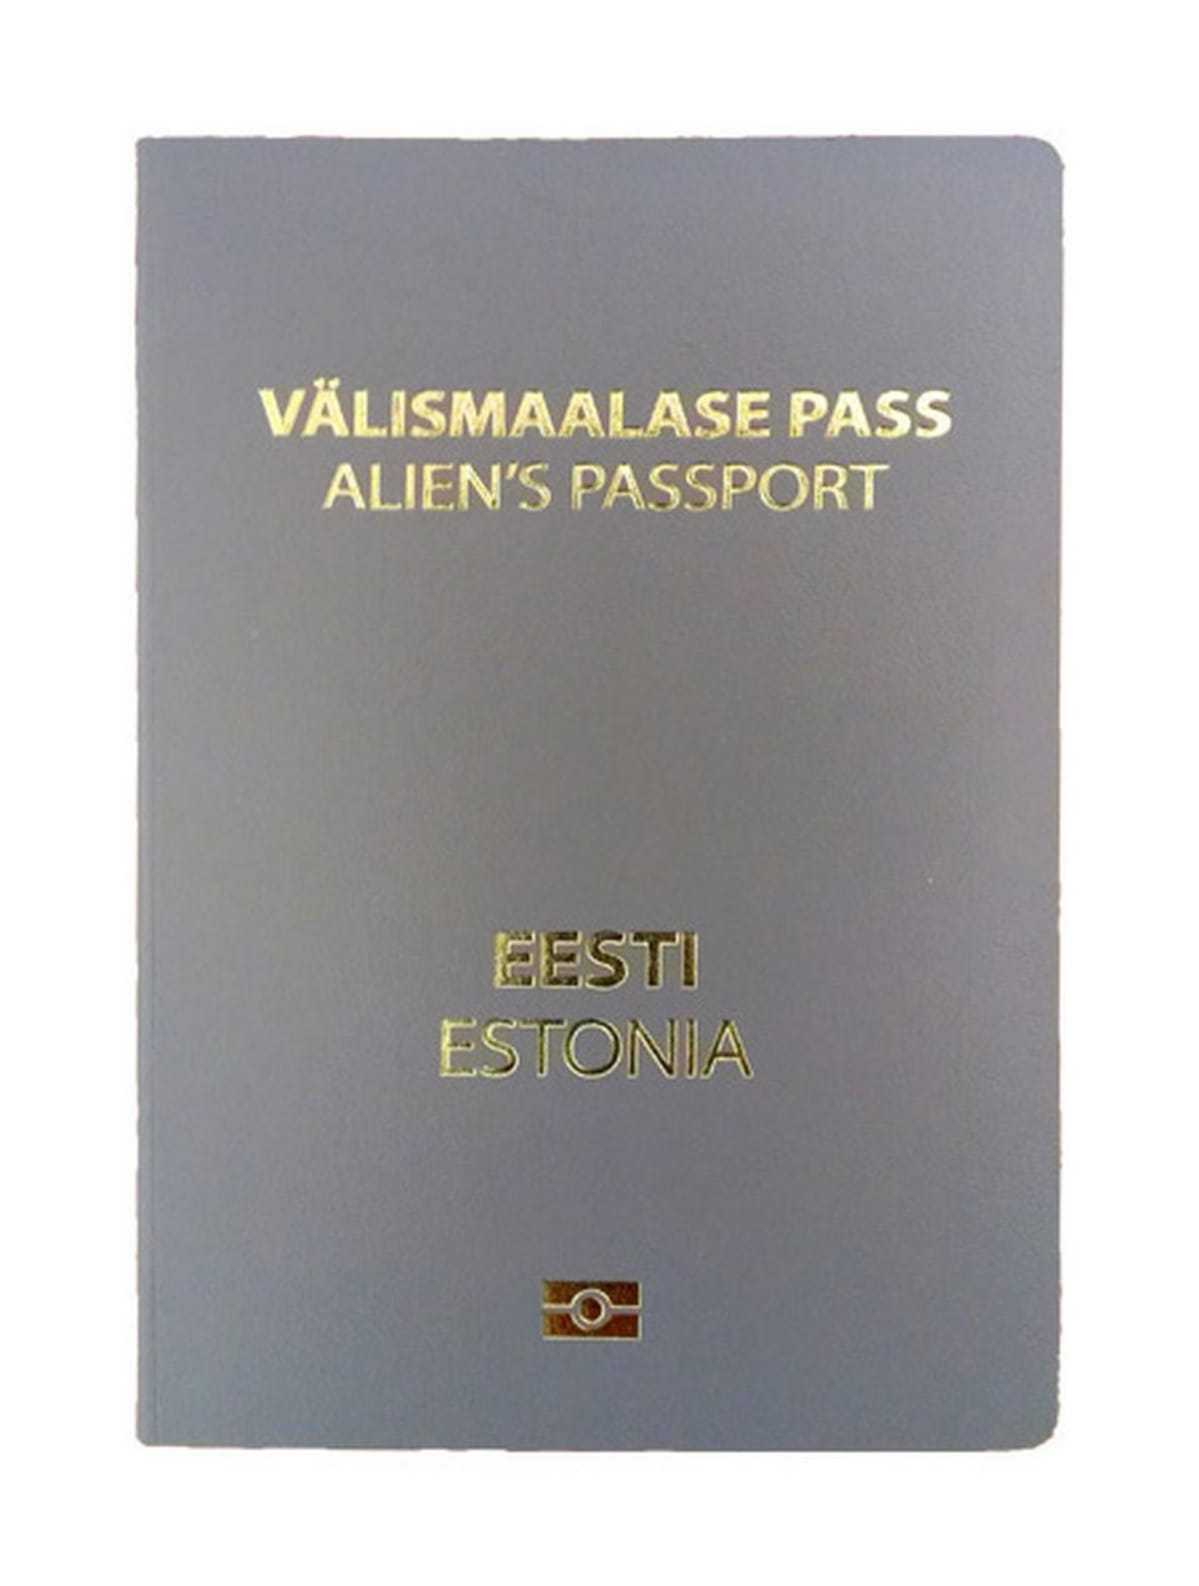 VÄLISMAALASE PASS
ALIEN'S PASSPORT
EESTI
ESTONIA